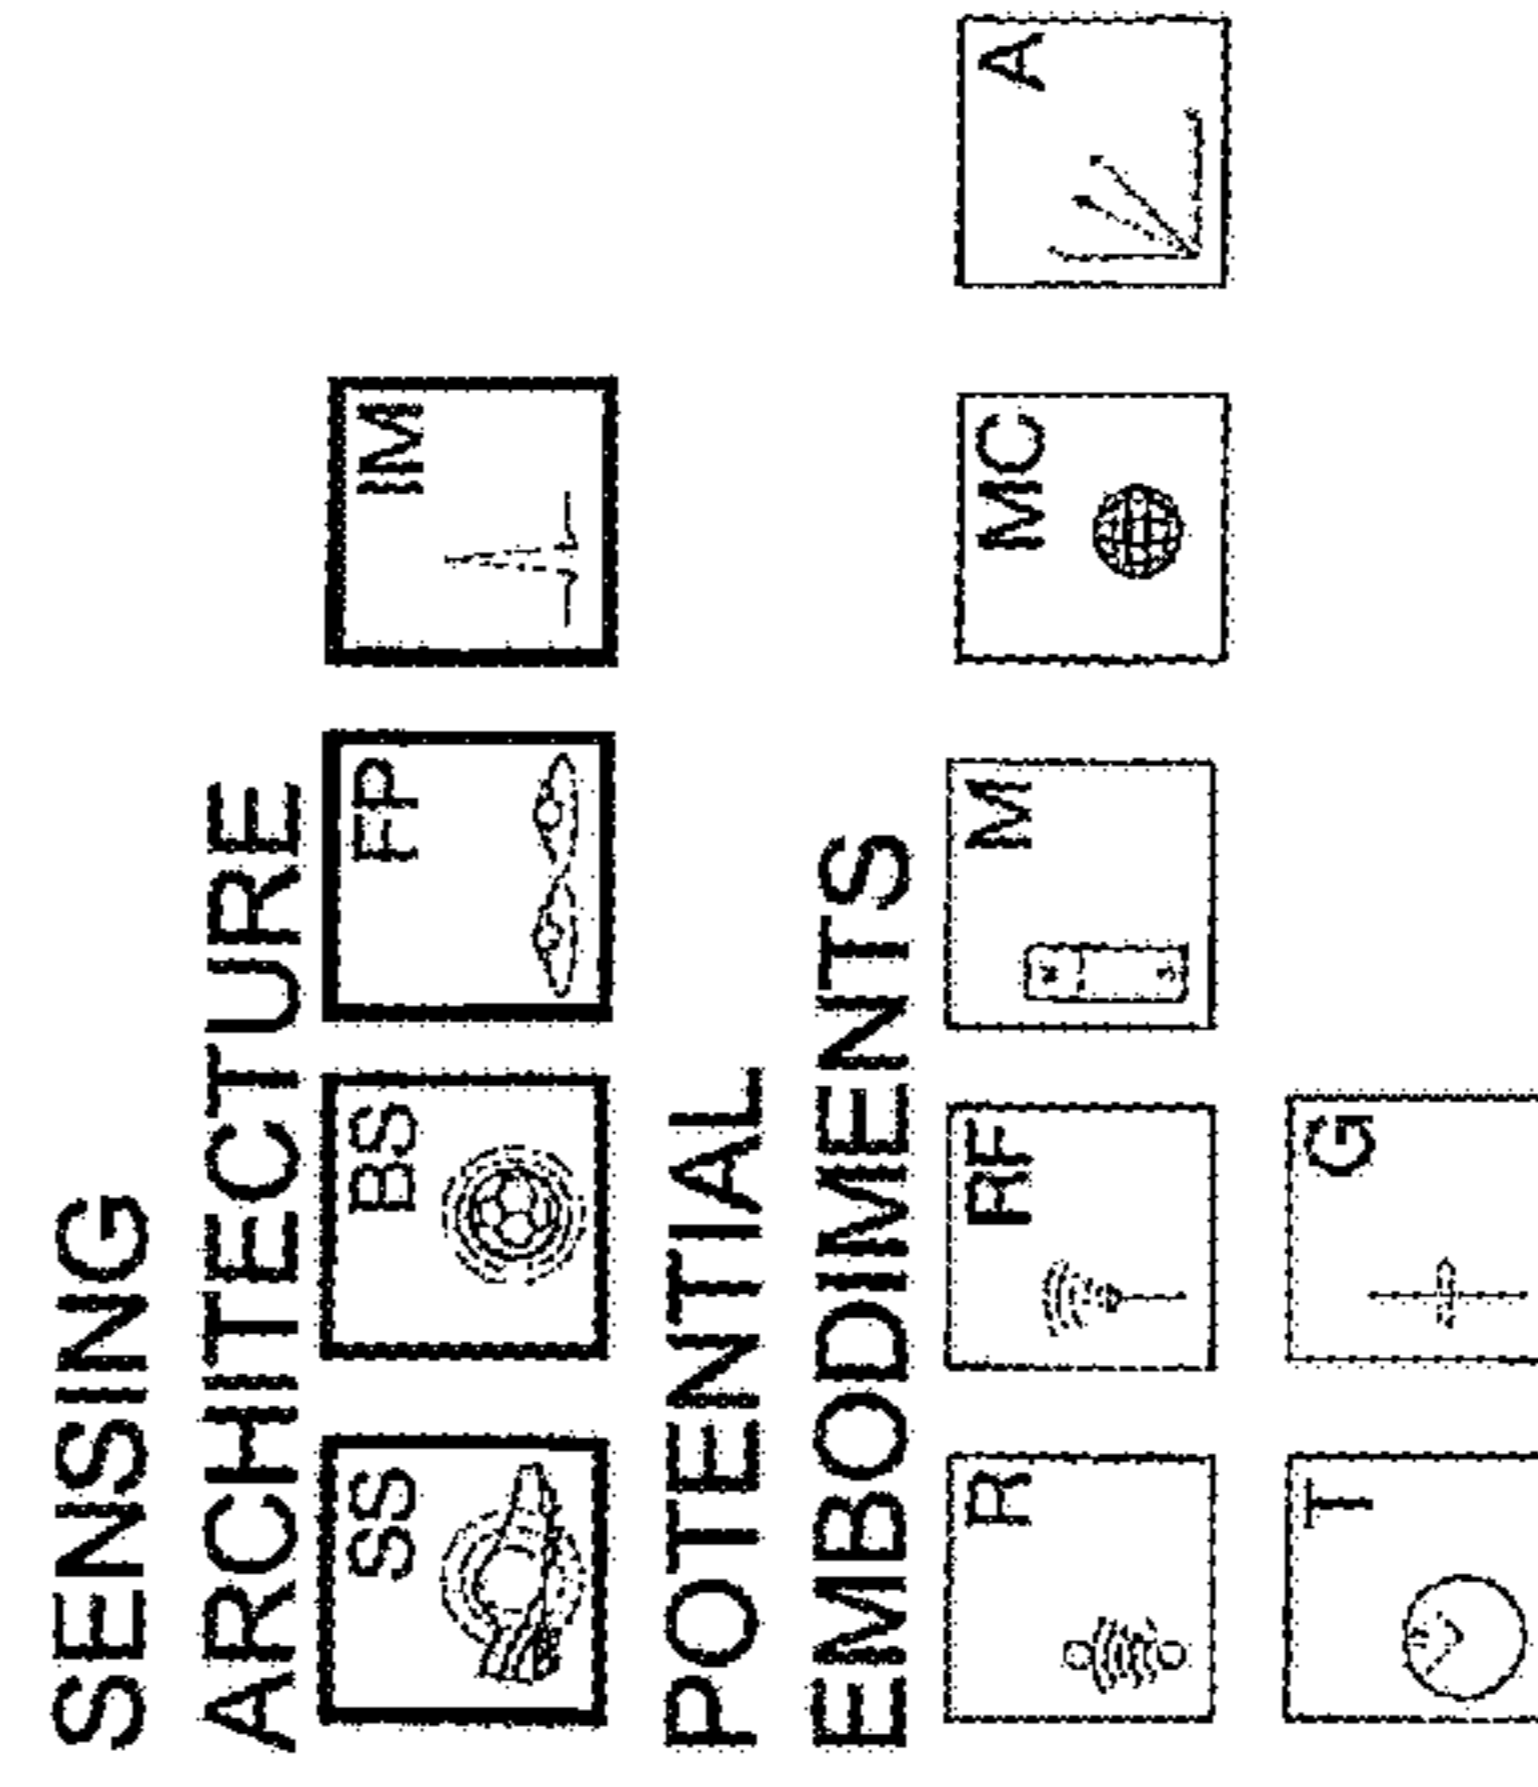 SENSING
ARCHITECTURE
SS BS FP IM
POTENTIAL
EMBODIMENTS
R RF M MC A
T G